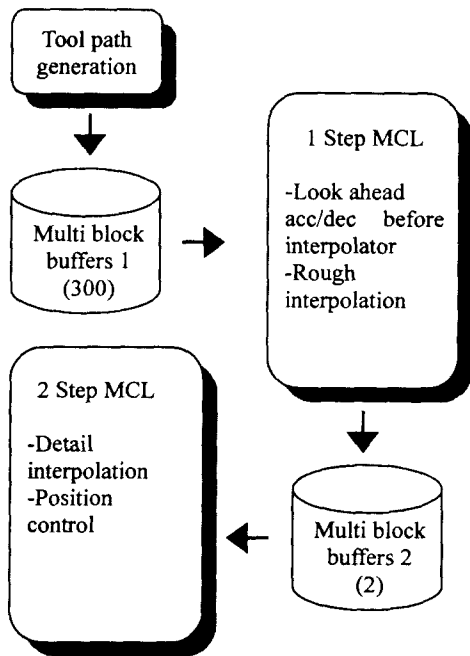 Tool path
generation
Multi block
buffers 1
(300)
1 Step MCL
-Look ahead
acc/dec before
interpolator
-Rough
interpolation
2 Step MCL
-Detail
interpolation
-Position
control
Multi block
buffers 2
(2)